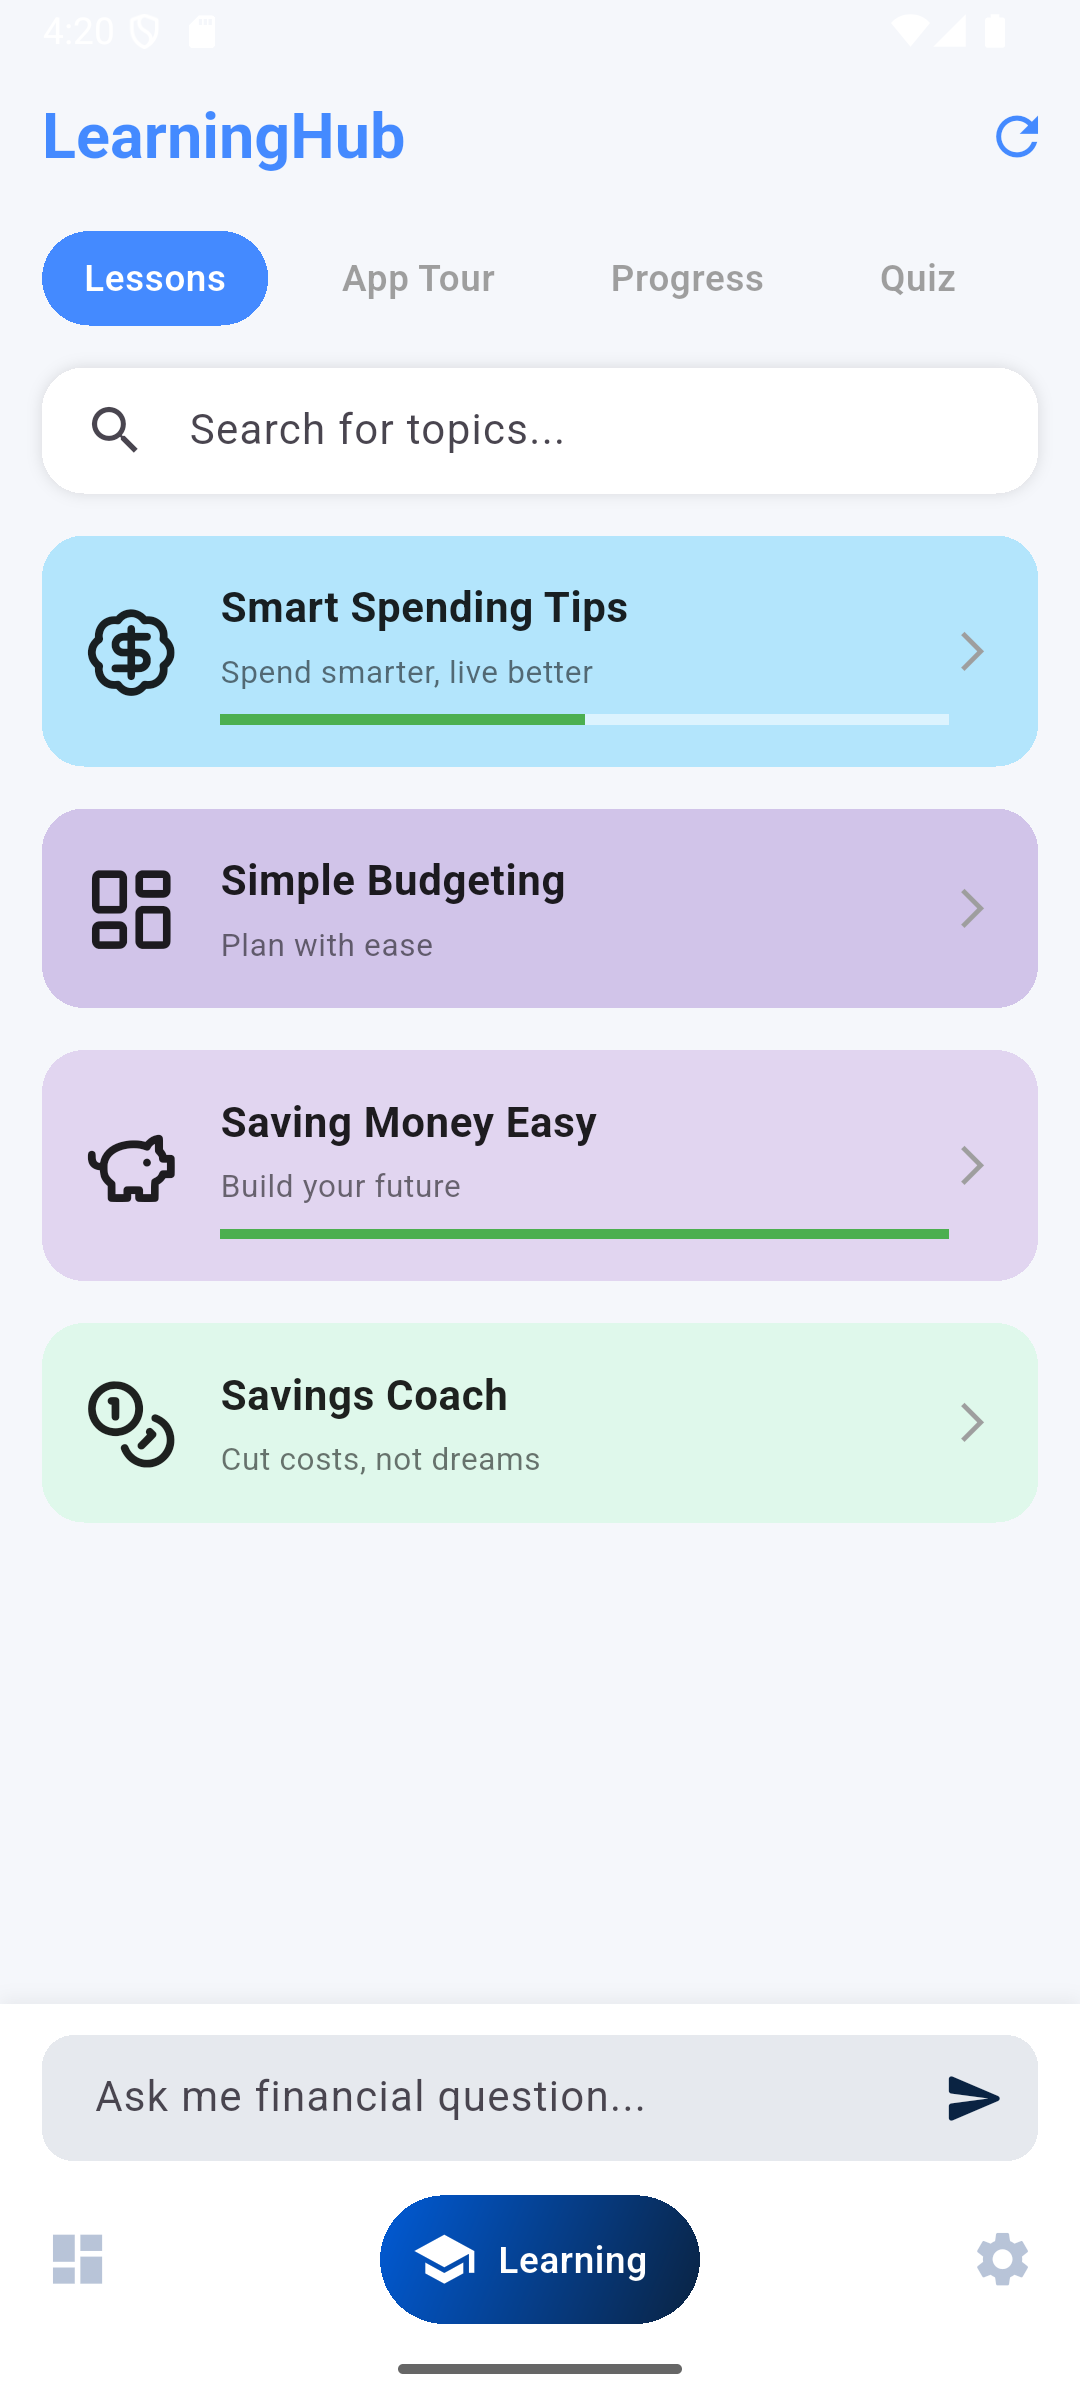 4:20
LearningHub
Lessons App Tour Progress Quiz
Search for topics...
Smart Spending Tips
Spend smarter, live better
Simple Budgeting
Plan with ease
Saving Money Easy
Build your future
Savings Coach
Cut costs, not dreams
Ask me financial question...
Learning